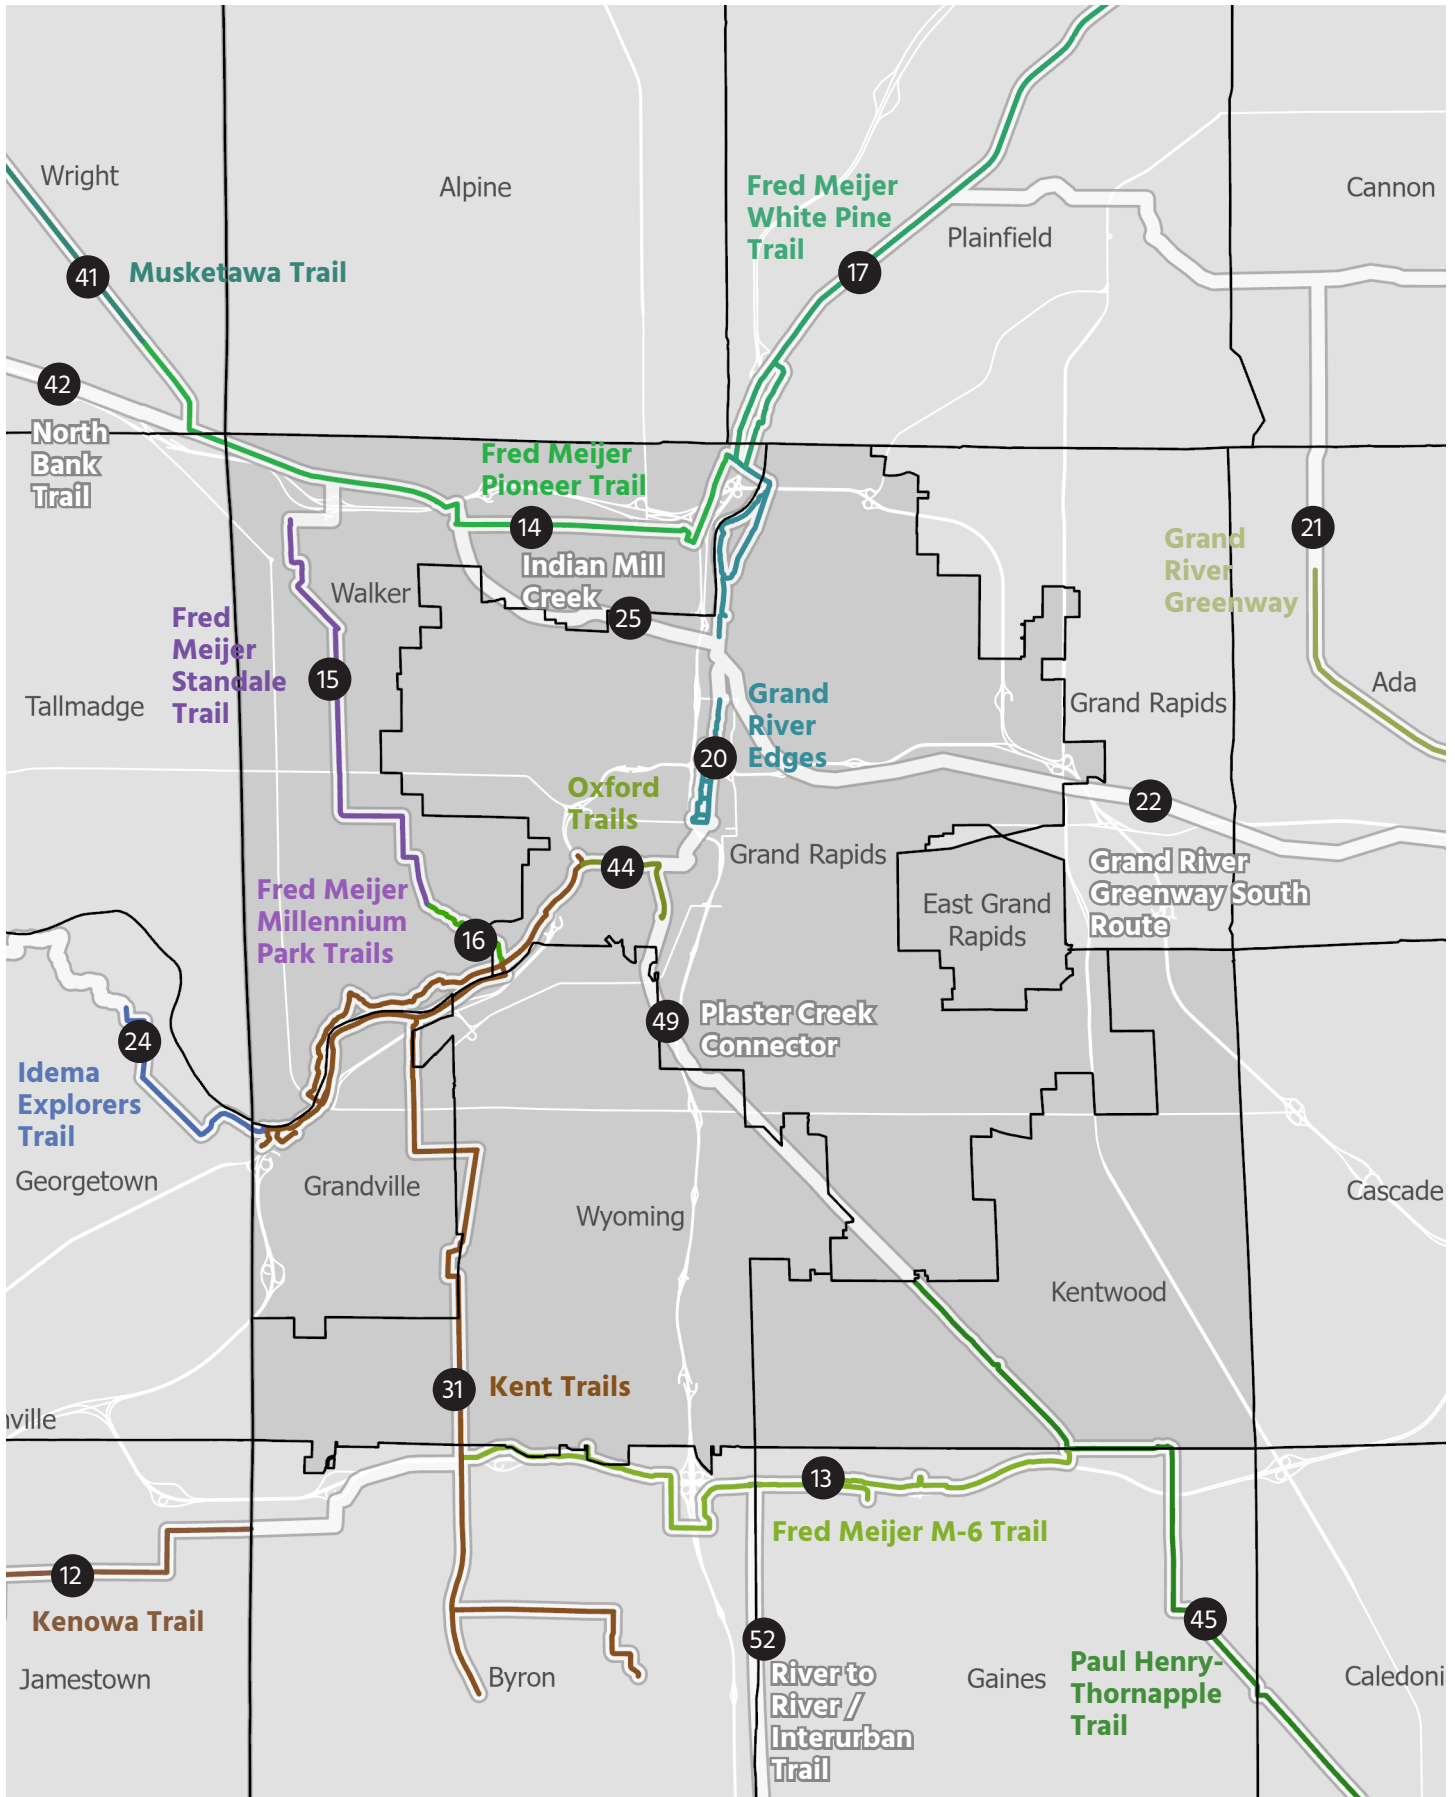 Wright
Alpine
Fred Meijer
White Pine
Trail
Cannon
Plainfield
17
41
Musketawa Trail
42
North
Bank
Trail
Fred Meijer
Pioneer Trail
14
Indian Mill
Creek
25
21
Grand
River
Greenway
Walker
Fred
Meijer
Standale
Trail
15
Tallmadge
Grand
River
Edges
20
Grand Rapids
Ada
22
Grand River
Greenway South
Route
Oxford
Trails
44
Grand Rapids
East Grand
Rapids
Fred Meijer
Millennium
Park Trails
16
24
Idema
Explorers
Trail
Georgetown
49
Plaster Creek
Connector
Grandville
Wyoming
Cascade
Kentwood
31
Kent Trails
nville
13
Fred Meijer M-6 Trail
12
Kenowa Trail
Jamestown
Byron
52
River to
River /
Interurban
Trail
Gaines
45
Paul Henry-
Thornapple
Trail
Caledoni